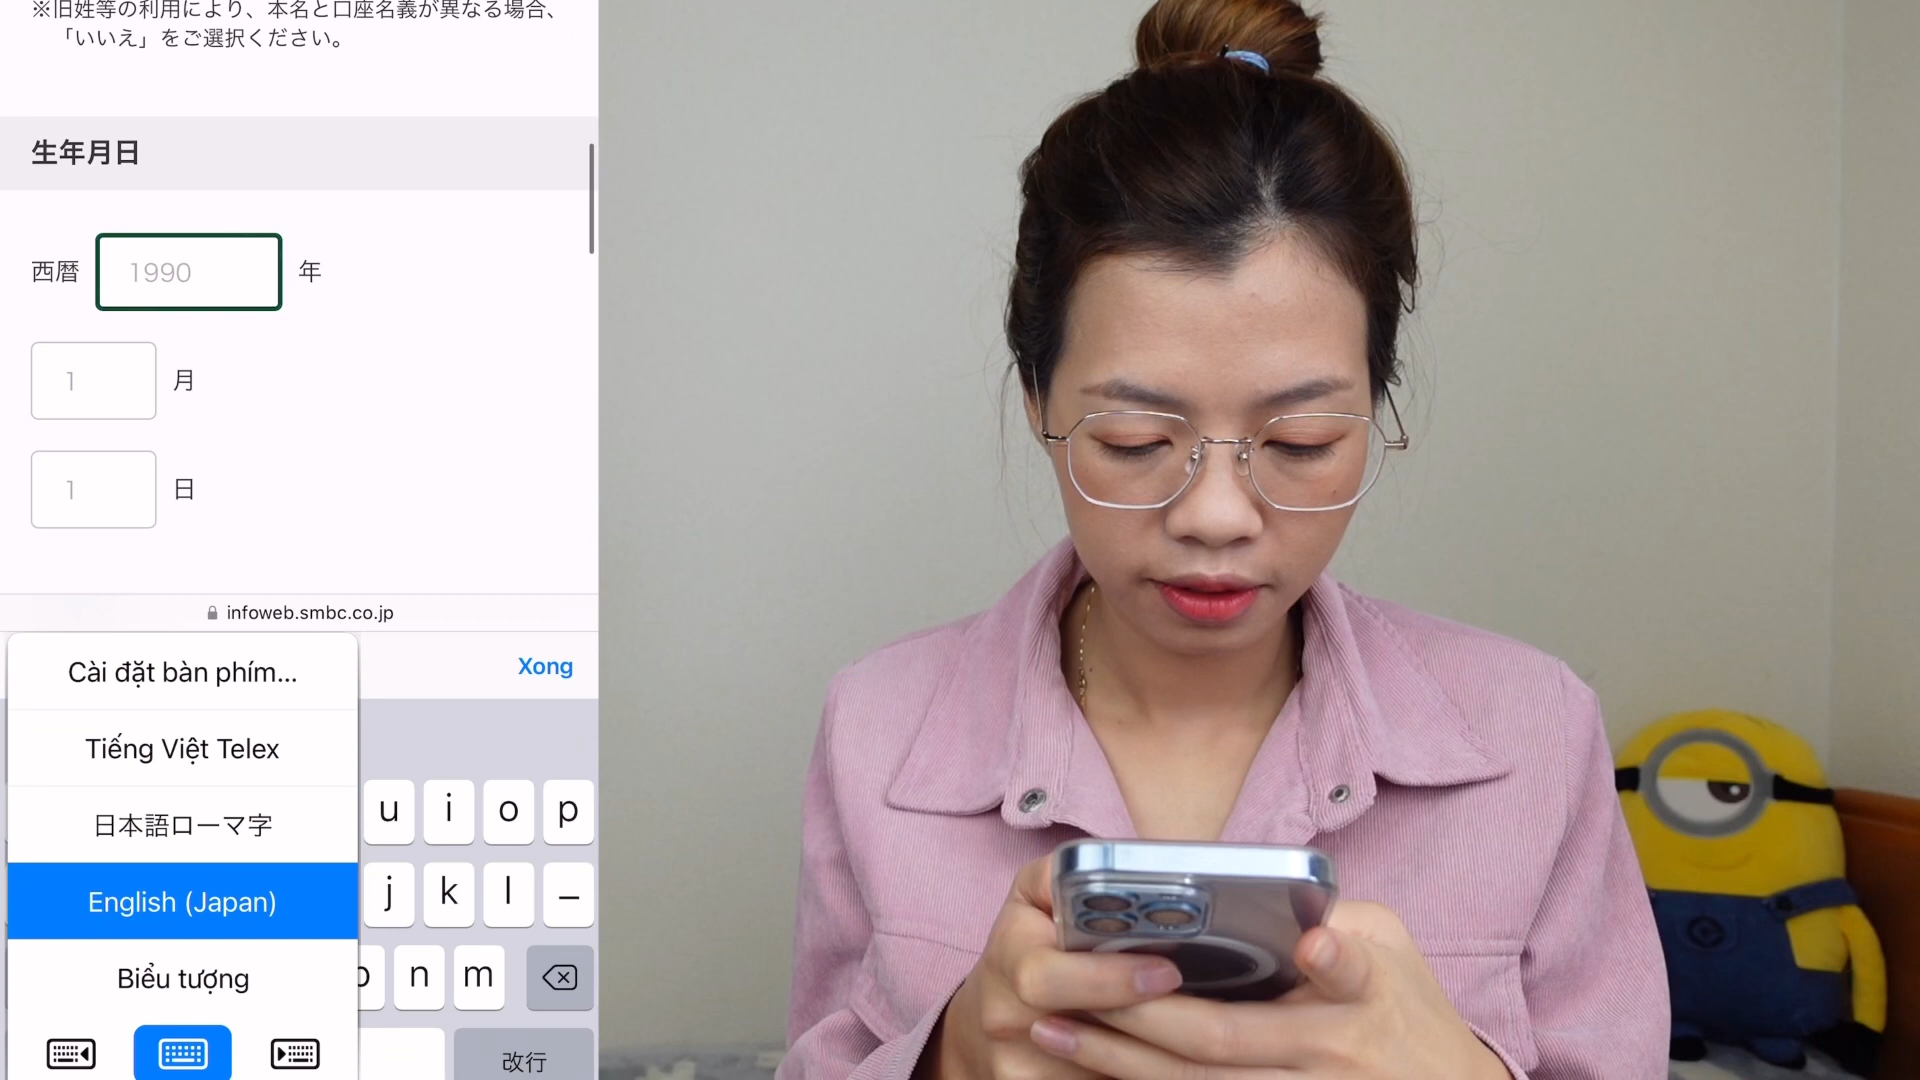 ※旧姓等の利用により、本名と口座名義が異なる場合、
「いいえ」をご選択ください。
生年月日
西暦 1990 年
1 月
1 日
infoweb.smbc.co.jp
Xong
Cài đặt bàn phím...
Tiếng Việt Telex
日本語ローマ字
English (Japan)
Biểu tượng
u i o p
j k l –
b n m
改行